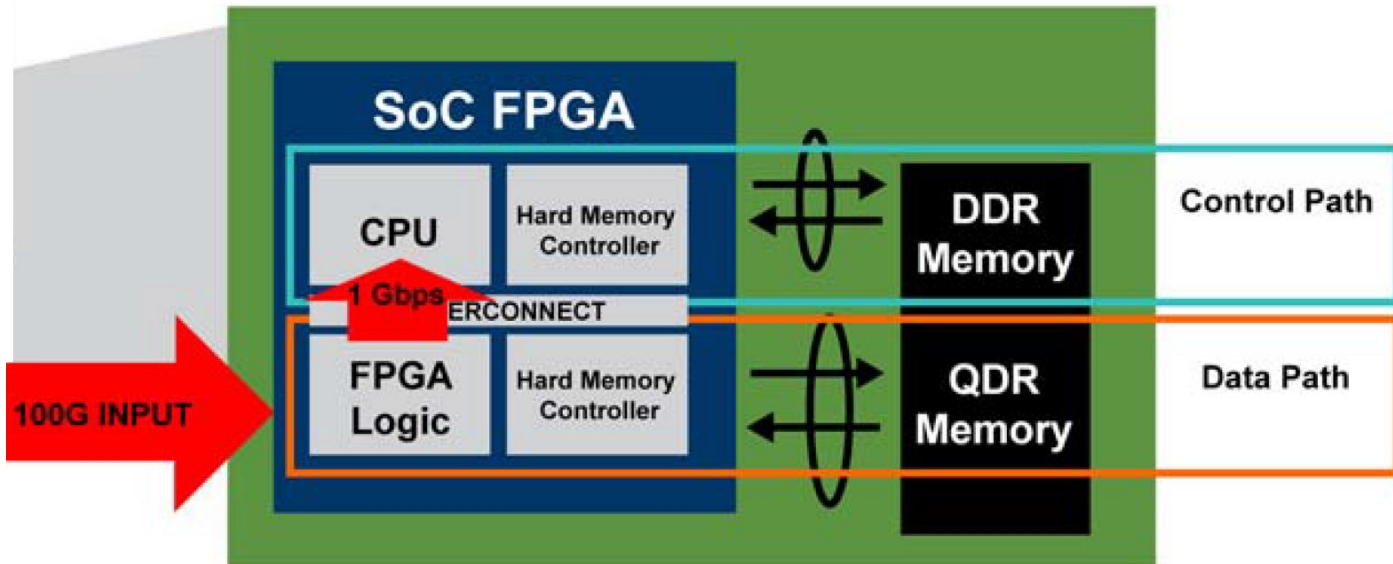 SoC FPGA
CPU
Hard Memory
Controller
DDR
Memory
Control Path
1 Gbps
ERCONNECT
100G INPUT
FPGA
Logic
Hard Memory
Controller
QDR
Memory
Data Path